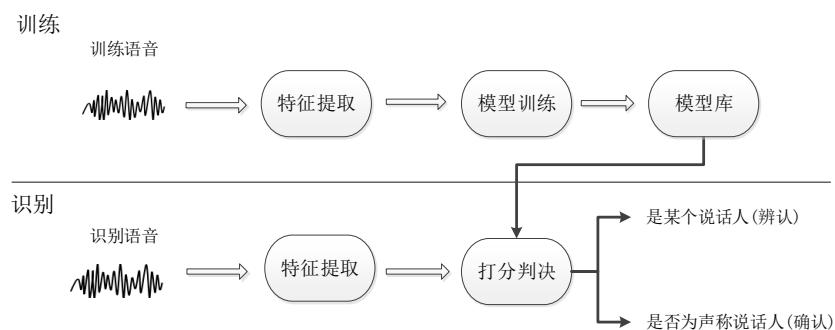 训练
训练语音
特征提取
模型训练
模型库
识别
识别语音
特征提取
打分判决
是某个说话人(辨认)
是否为声称说话人(确认)